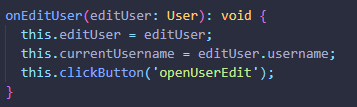 onEditUser(editUser: User): void {
  this.editUser = editUser;
  this.currentUsername = editUser.username;
  this.clickButton('openUserEdit');
}